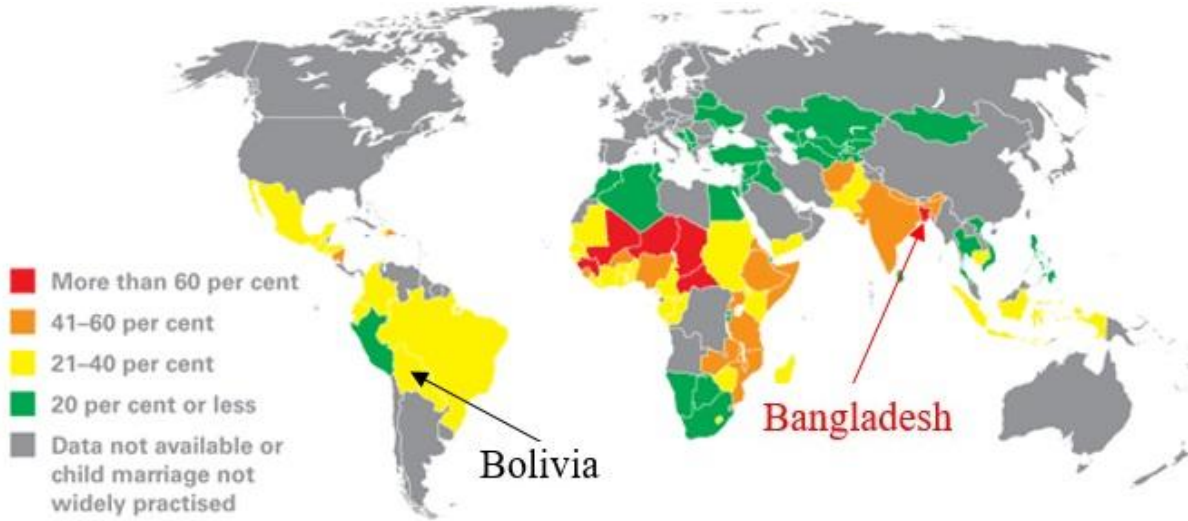 More than 60 per cent
41–60 per cent
21–40 per cent
20 per cent or less
Data not available or
child marriage not
widely practised
Bolivia
Bangladesh